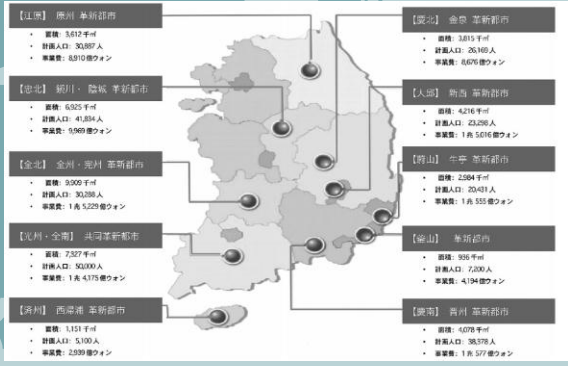 【江原】 原州 革新都市
• 面積: 3,612 千㎡
• 計画人口: 30,887 人
• 事業費: 8,910 億ウォン
【忠北】 鎭川・ 陰城 革新都市
• 面積: 6,925 千㎡
• 計画人口: 41,834 人
• 事業費: 9,969 億ウォン
【全北】 全州・完州 革新都市
• 面積: 9,909 千㎡
• 計画人口: 30,288 人
• 事業費: 1 兆 5,229 億ウォン
【光州・全南】 共同革新都市
• 面積: 7,327 千㎡
• 計画人口: 50,000 人
• 事業費: 1 兆 4,175 億ウォン
【済州】 西帰浦 革新都市
• 面積: 1,151 千㎡
• 計画人口: 5,100 人
• 事業費: 2,939 億ウォン
【慶北】 金泉 革新都市
• 面積: 3,815 千㎡
• 計画人口: 26,169 人
• 事業費: 8,676 億ウォン
【大邱】 新西 革新都市
• 面積: 4,216 千㎡
• 計画人口: 23,298 人
• 事業費: 1 兆 5,016 億ウォン
【蔚山】 牛亭 革新都市
• 面積: 2,984 千㎡
• 計画人口: 20,431 人
• 事業費: 1 兆 555 億ウォン
【釜山】 革新都市
• 面積: 936 千㎡
• 計画人口: 7,200 人
• 事業費: 4,194 億ウォン
【慶南】 晋州 革新都市
• 面積: 4,078 千㎡
• 計画人口: 38,378 人
• 事業費: 1 兆 577 億ウォン